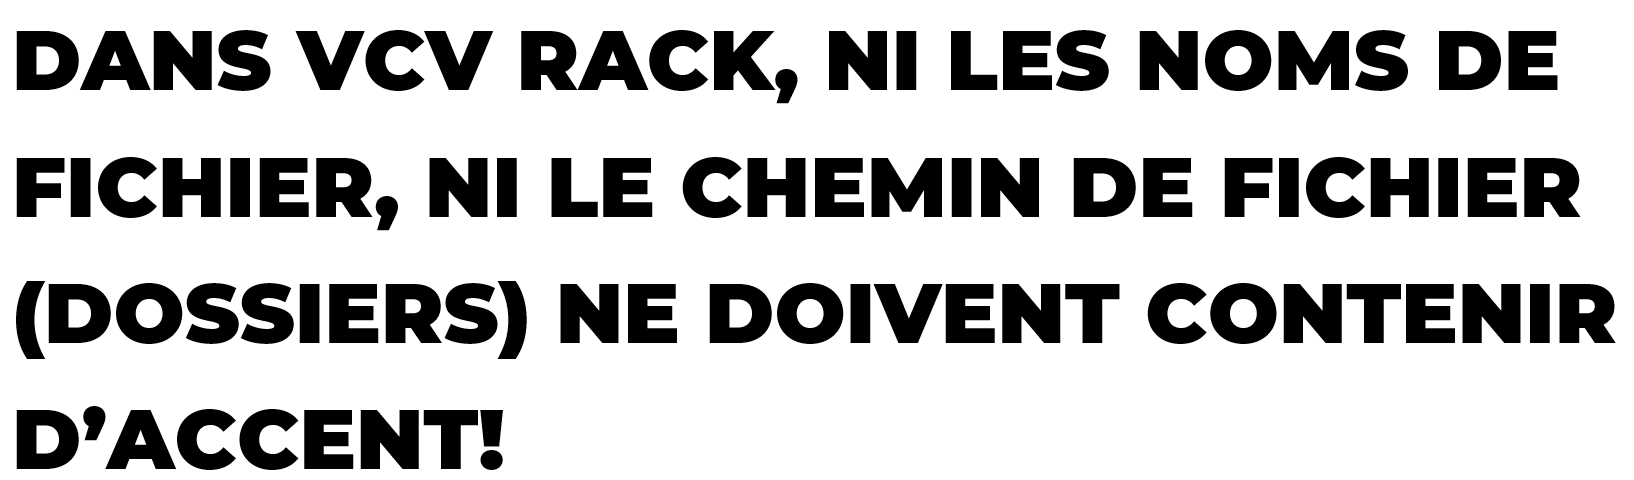 DANS VCV RACK, NI LES NOMS DE
FICHIER, NI LE CHEMIN DE FICHIER
(DOSSIERS) NE DOIVENT CONTENIR
D’ACCENT!